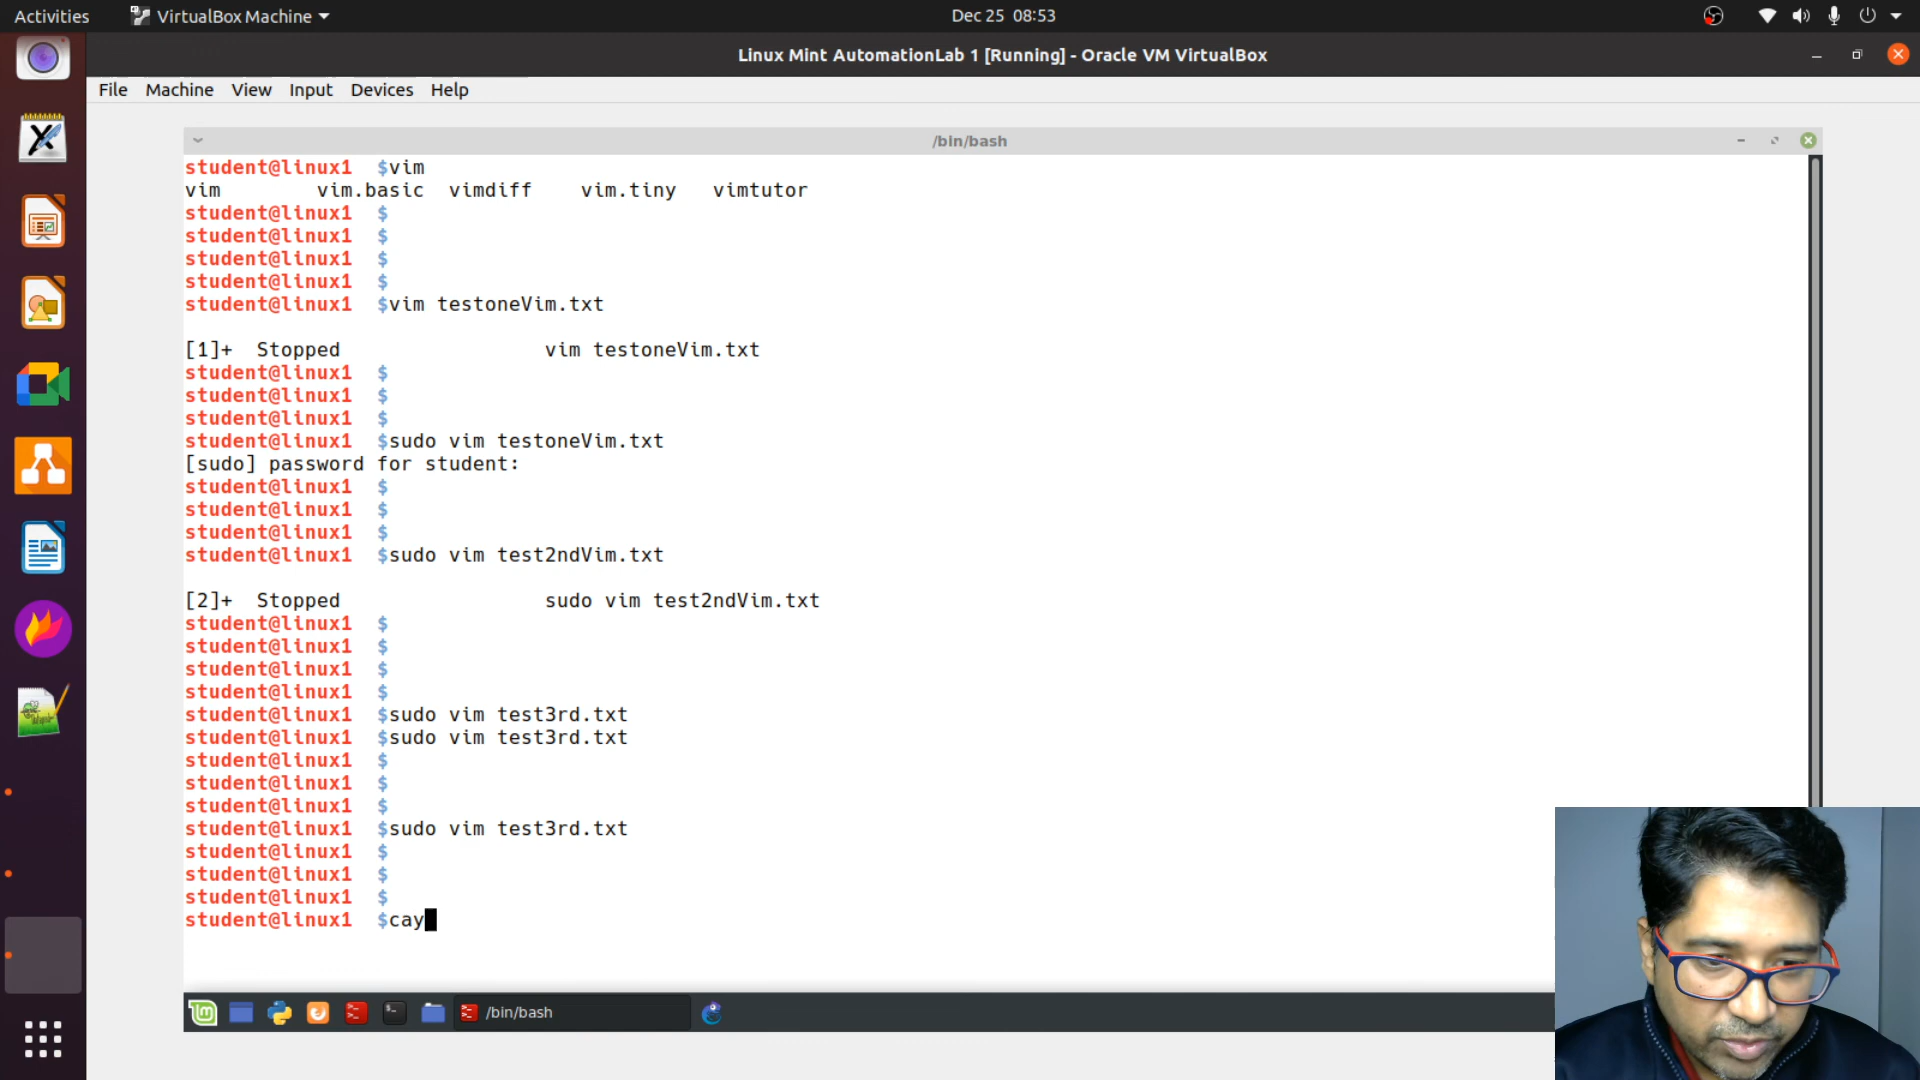 Activities
VirtualBox Machine
Dec 25 08:53
Linux Mint AutomationLab 1 [Running] - Oracle VM VirtualBox
File Machine View Input Devices Help
/bin/bash
student@linux1 $vim
vim vim.basic vimdiff vim.tiny vimtutor
student@linux1 $
student@linux1 $
student@linux1 $
student@linux1 $
student@linux1 $vim testoneVim.txt
[1]+ Stopped vim testoneVim.txt
student@linux1 $
student@linux1 $
student@linux1 $
student@linux1 $sudo vim testoneVim.txt
[sudo] password for student:
student@linux1 $
student@linux1 $
student@linux1 $
student@linux1 $sudo vim test2ndVim.txt
[2]+ Stopped sudo vim test2ndVim.txt
student@linux1 $
student@linux1 $
student@linux1 $
student@linux1 $
student@linux1 $sudo vim test3rd.txt
student@linux1 $sudo vim test3rd.txt
student@linux1 $
student@linux1 $
student@linux1 $
student@linux1 $sudo vim test3rd.txt
student@linux1 $
student@linux1 $
student@linux1 $
student@linux1 $cay
/bin/bash